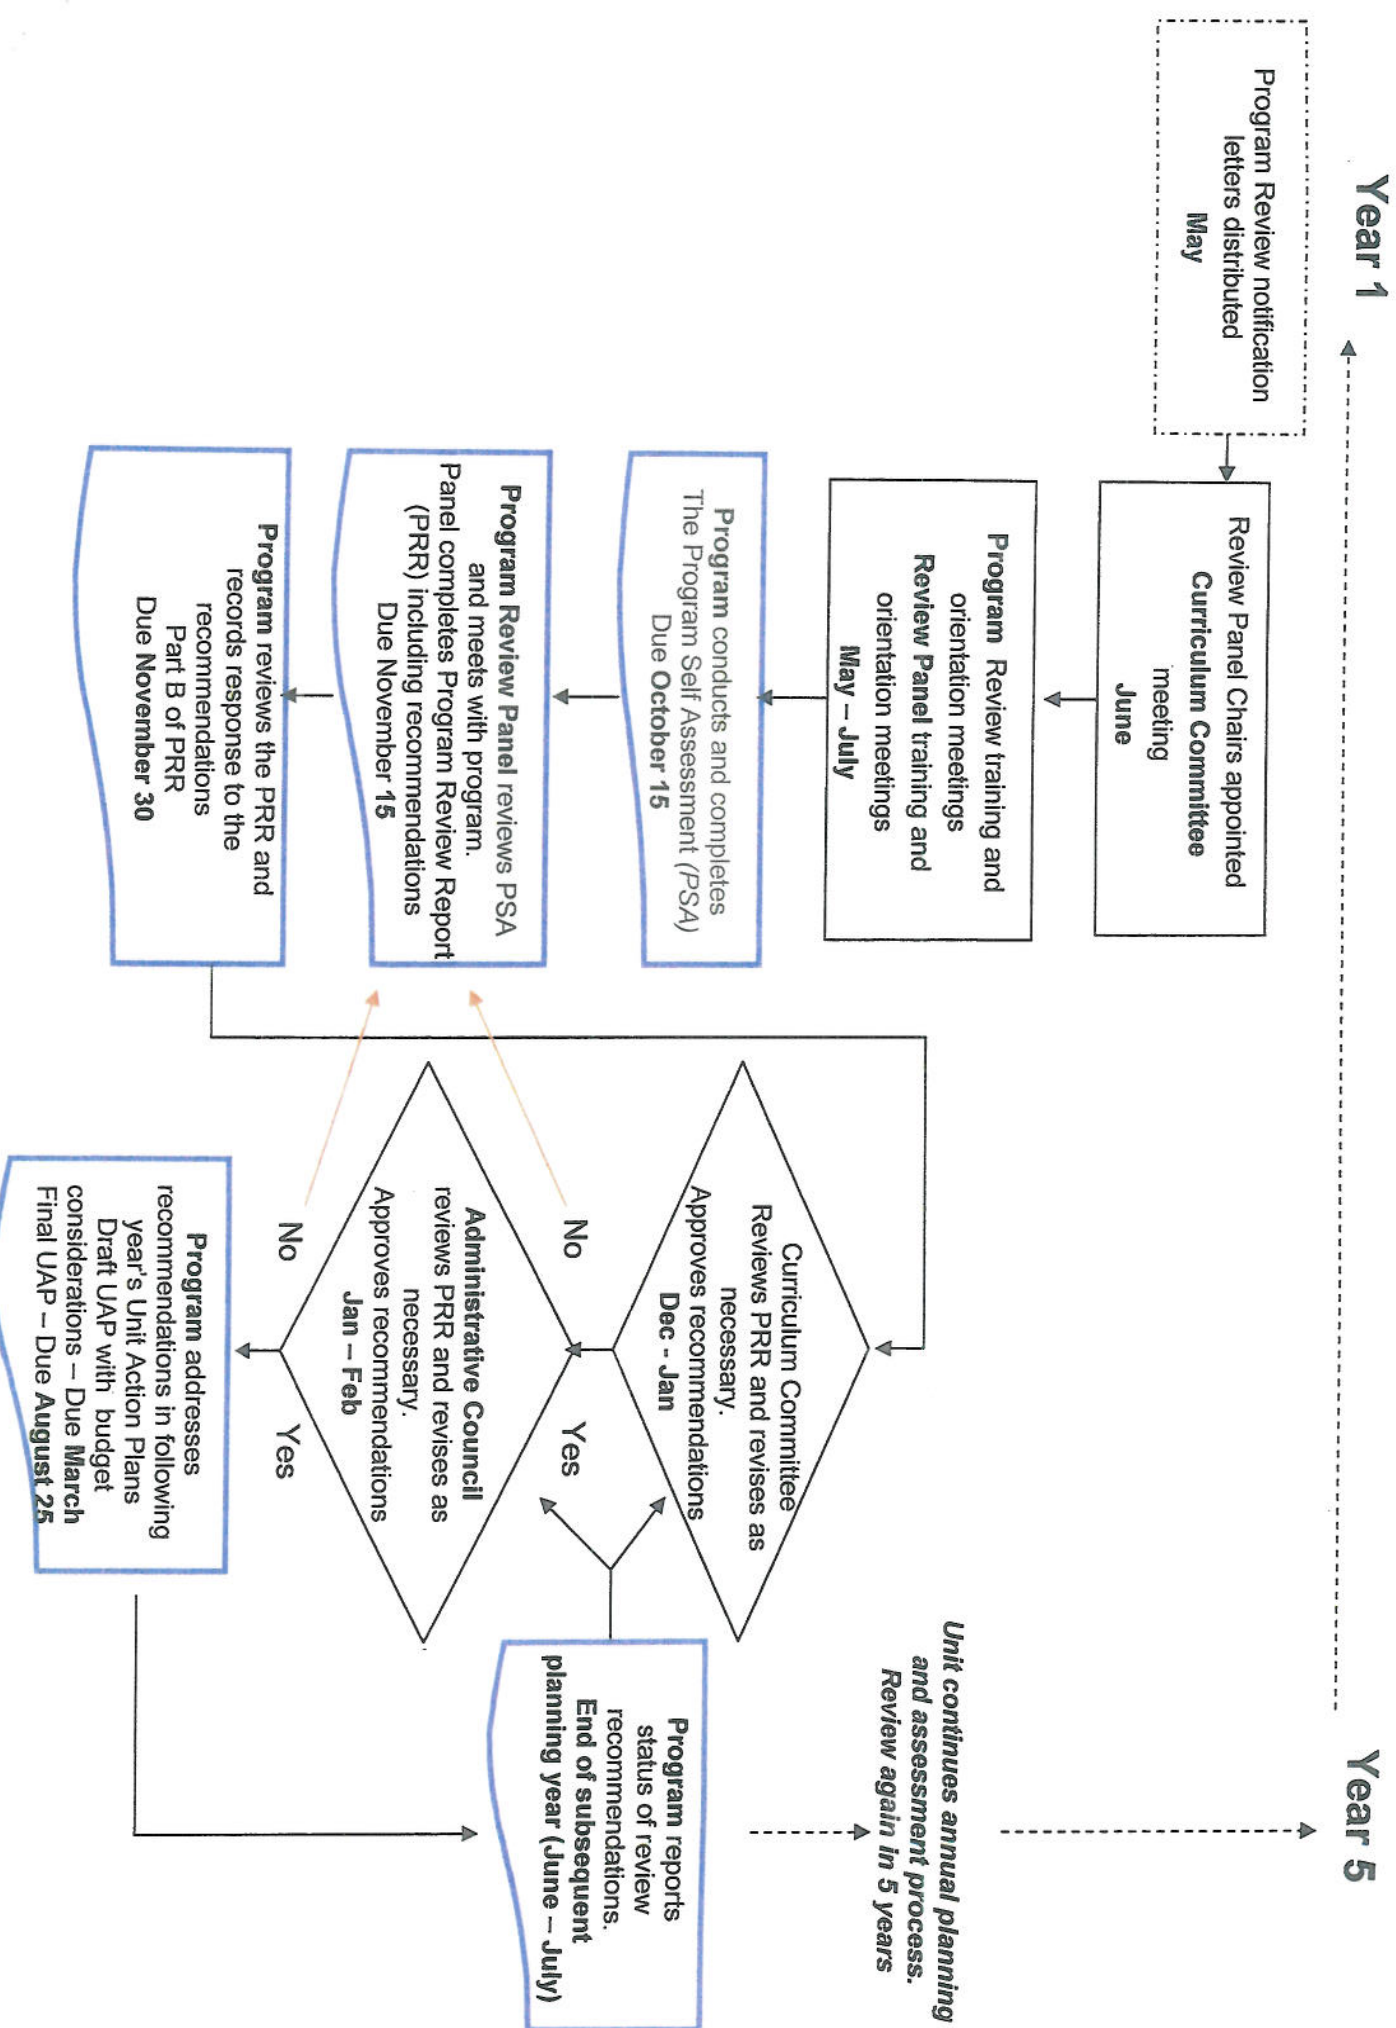 Year 1
Year 5
Program Review notification
letters distributed
May
Review Panel Chairs appointed
Curriculum Committee
meeting
June
Program Review training and
orientation meetings
Review Panel training and
orientation meetings
May – July
Program conducts and completes
The Program Self Assessment (PSA)
Due October 15
Program Review Panel reviews PSA
and meets with program.
Panel completes Program Review Report
(PRR) including recommendations
Due November 15
Program reviews the PRR and
records response to the
recommendations
Part B of PRR
Due November 30
Curriculum Committee
Reviews PRR and revises as
necessary.
Approves recommendations
Dec - Jan
No
Yes
Administrative Council
reviews PRR and revises as
necessary.
Approves recommendations
Jan – Feb
No
Yes
Program addresses
recommendations in following
year's Unit Action Plans
Draft UAP with budget
considerations – Due March
Final UAP – Due August 25
Program reports
status of review
recommendations.
End of subsequent
planning year (June – July)
Unit continues annual planning
and assessment process.
Review again in 5 years